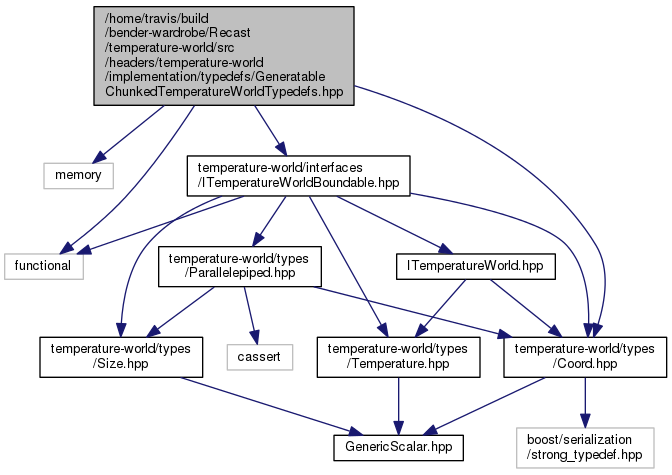 /home/travis/build
/bender-wardrobe/Recast
/temperature-world/src
/headers/temperature-world
/implementation/typedefs/Generatable
ChunkedTemperatureWorldTypedefs.hpp
memory
temperature-world/interfaces
/ITemperatureWorldBoundable.hpp
functional
temperature-world/types
/Parallelepiped.hpp
ITemperatureWorld.hpp
temperature-world/types
/Size.hpp
cassert
temperature-world/types
/Temperature.hpp
temperature-world/types
/Coord.hpp
GenericScalar.hpp
boost/serialization
/strong_typedef.hpp